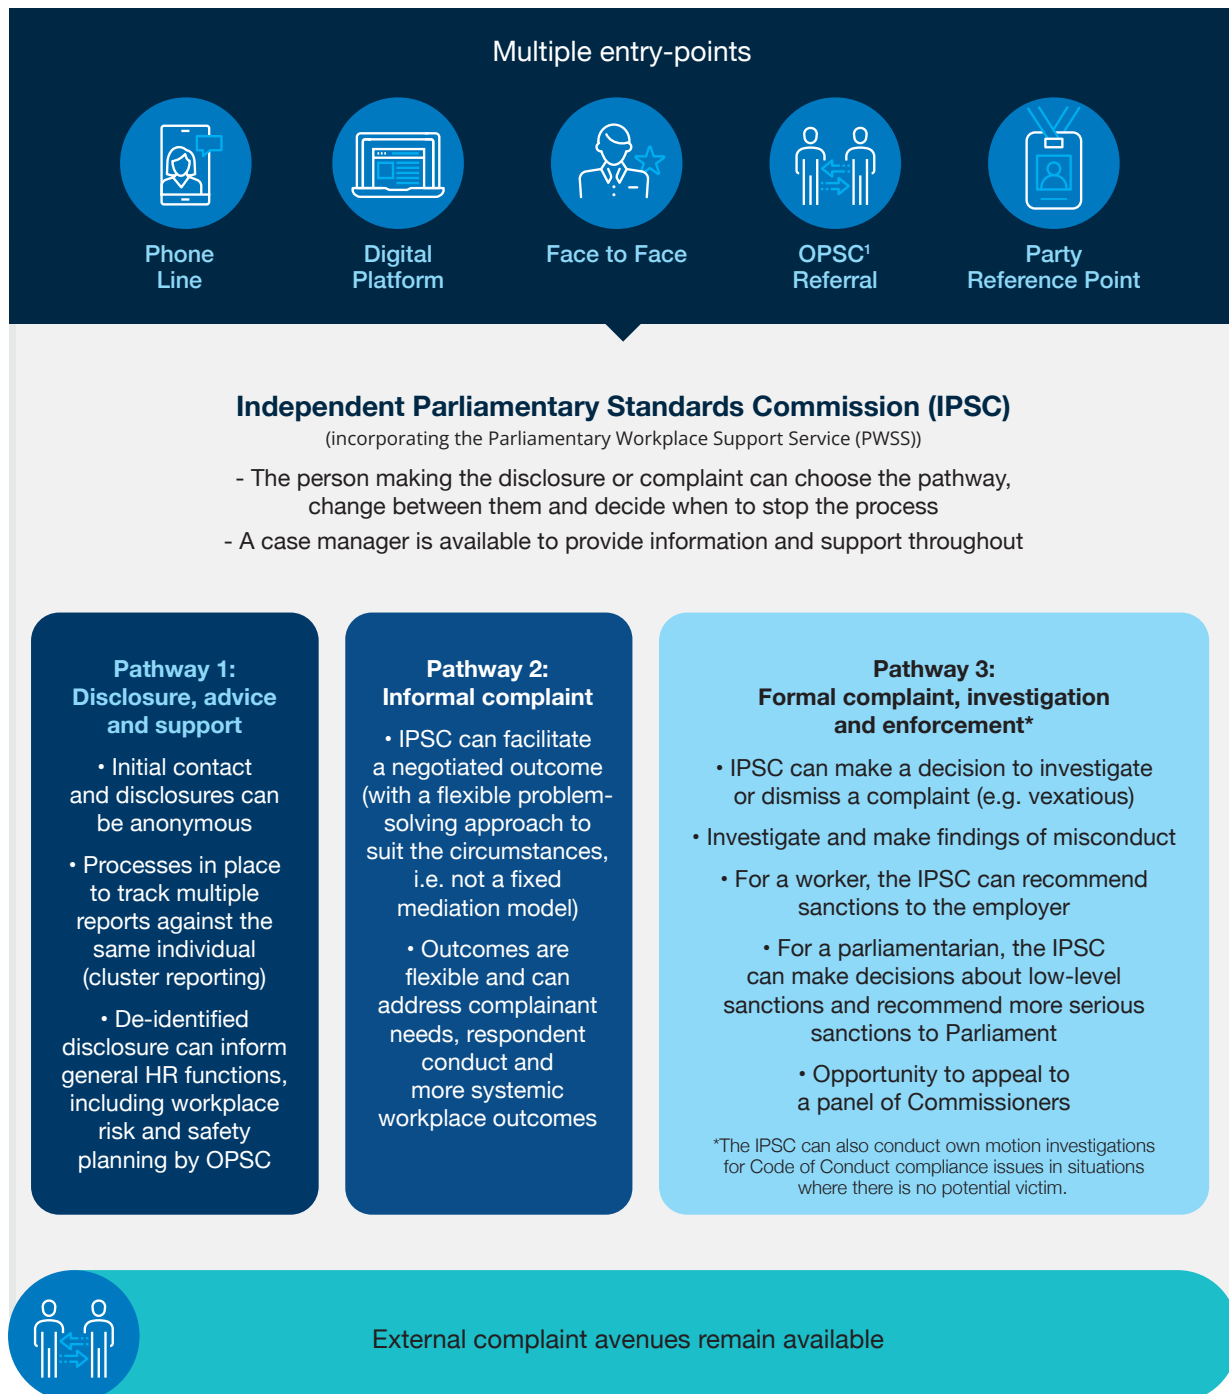 Multiple entry-points
Phone
Line
Digital
Platform
Face to Face
OPSC¹
Referral
Party
Reference Point
Independent Parliamentary Standards Commission (IPSC)
(incorporating the Parliamentary Workplace Support Service (PWSS))
- The person making the disclosure or complaint can choose the pathway,
change between them and decide when to stop the process
- A case manager is available to provide information and support throughout
Pathway 1:
Disclosure, advice
and support
• Initial contact
and disclosures can
be anonymous
• Processes in place
to track multiple
reports against the
same individual
(cluster reporting)
• De-identified
disclosure can inform
general HR functions,
including workplace
risk and safety
planning by OPSC
Pathway 2:
Informal complaint
• IPSC can facilitate
a negotiated outcome
(with a flexible problem-
solving approach to
suit the circumstances,
i.e. not a fixed
mediation model)
• Outcomes are
flexible and can
address complainant
needs, respondent
conduct and
more systemic
workplace outcomes
Pathway 3:
Formal complaint, investigation
and enforcement*
• IPSC can make a decision to investigate
or dismiss a complaint (e.g. vexatious)
• Investigate and make findings of misconduct
• For a worker, the IPSC can recommend
sanctions to the employer
• For a parliamentarian, the IPSC
can make decisions about low-level
sanctions and recommend more serious
sanctions to Parliament
• Opportunity to appeal to
a panel of Commissioners
*The IPSC can also conduct own motion investigations
for Code of Conduct compliance issues in situations
where there is no potential victim.
External complaint avenues remain available